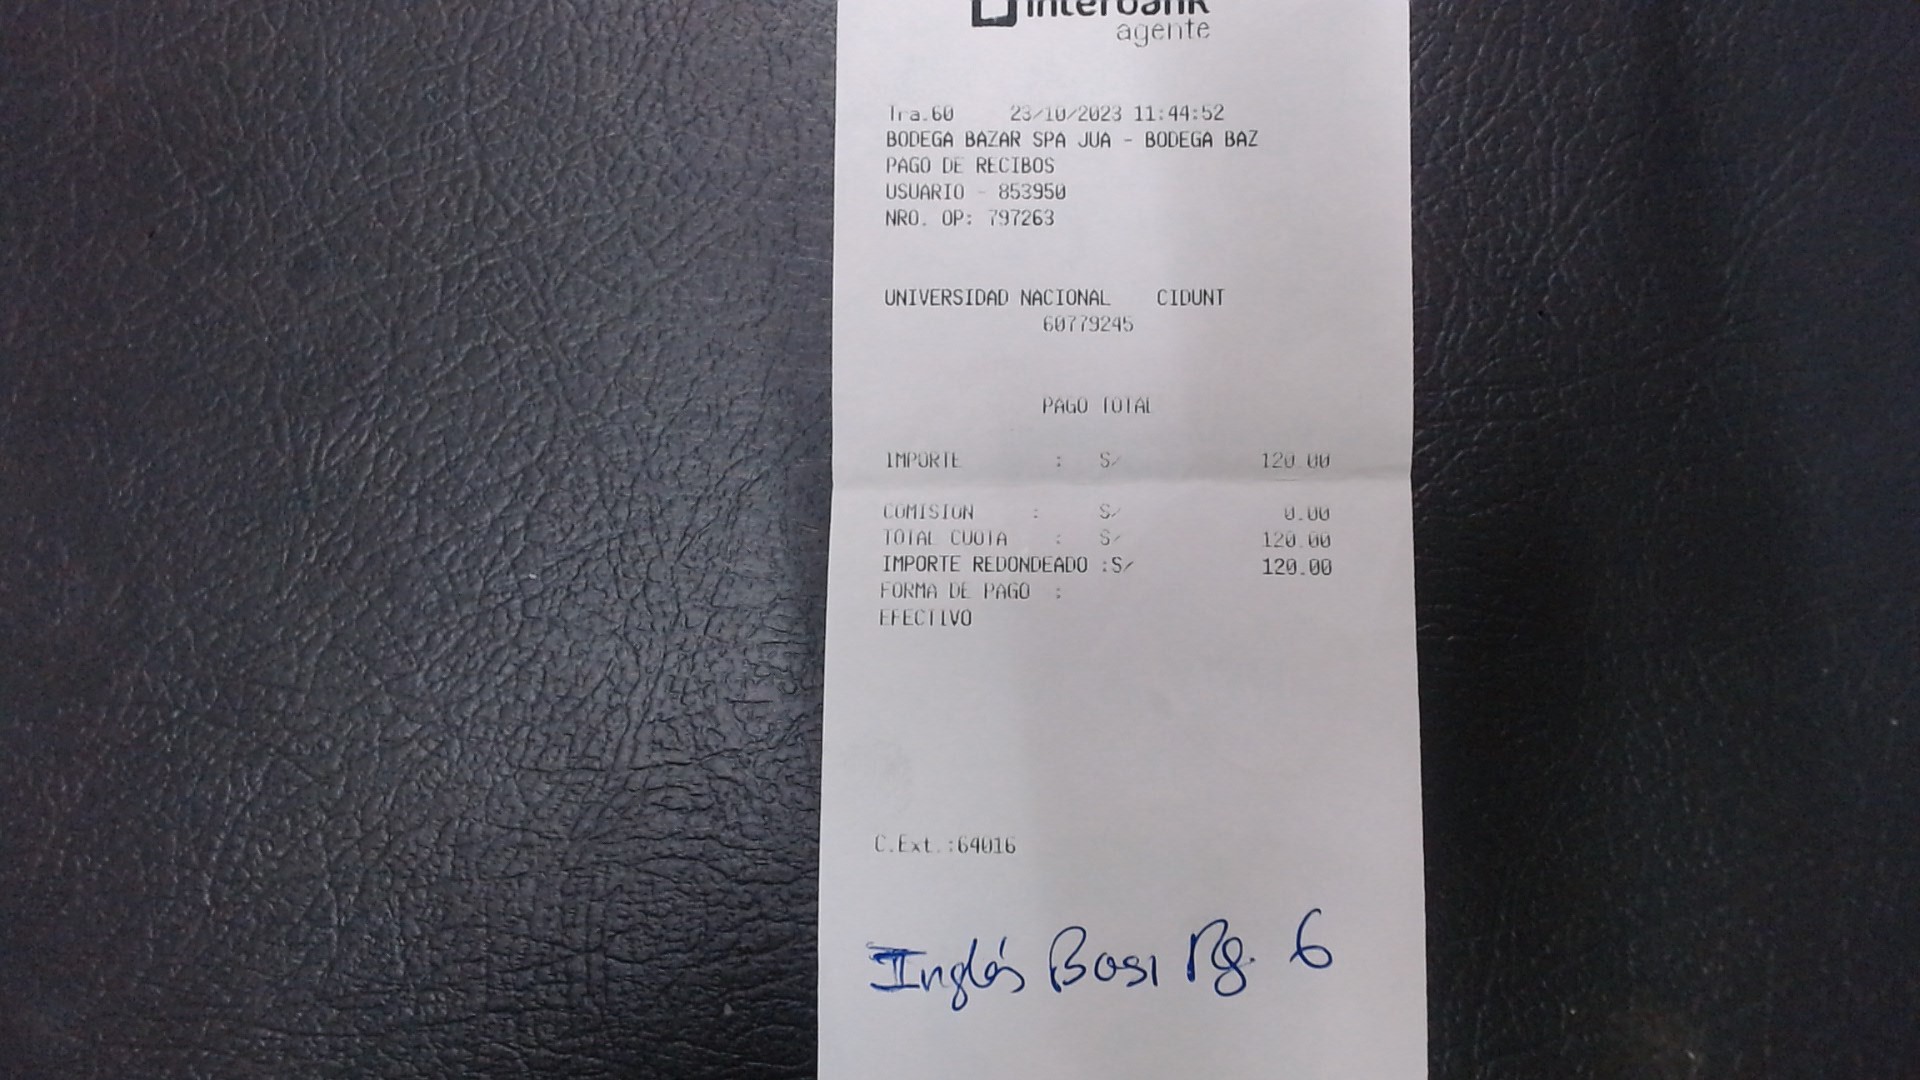 interbank
agente
Tra.60 23/10/2023 11:44:52
BODEGA BAZAR SPA JUA - BODEGA BAZ
PAGO DE RECIBOS
USUARIO - 853950
NRO. OP: 797263
UNIVERSIDAD NACIONAL CIDUNT
60779245
PAGO TOTAL
IMPORTE : S/ 120.00
COMISION : S/ 0.00
TOTAL CUOTA : S/ 120.00
IMPORTE REDONDEADO :S/ 120.00
FORMA DE PAGO :
EFECTIVO
C.Ext.:64016
Inglés Basi 6